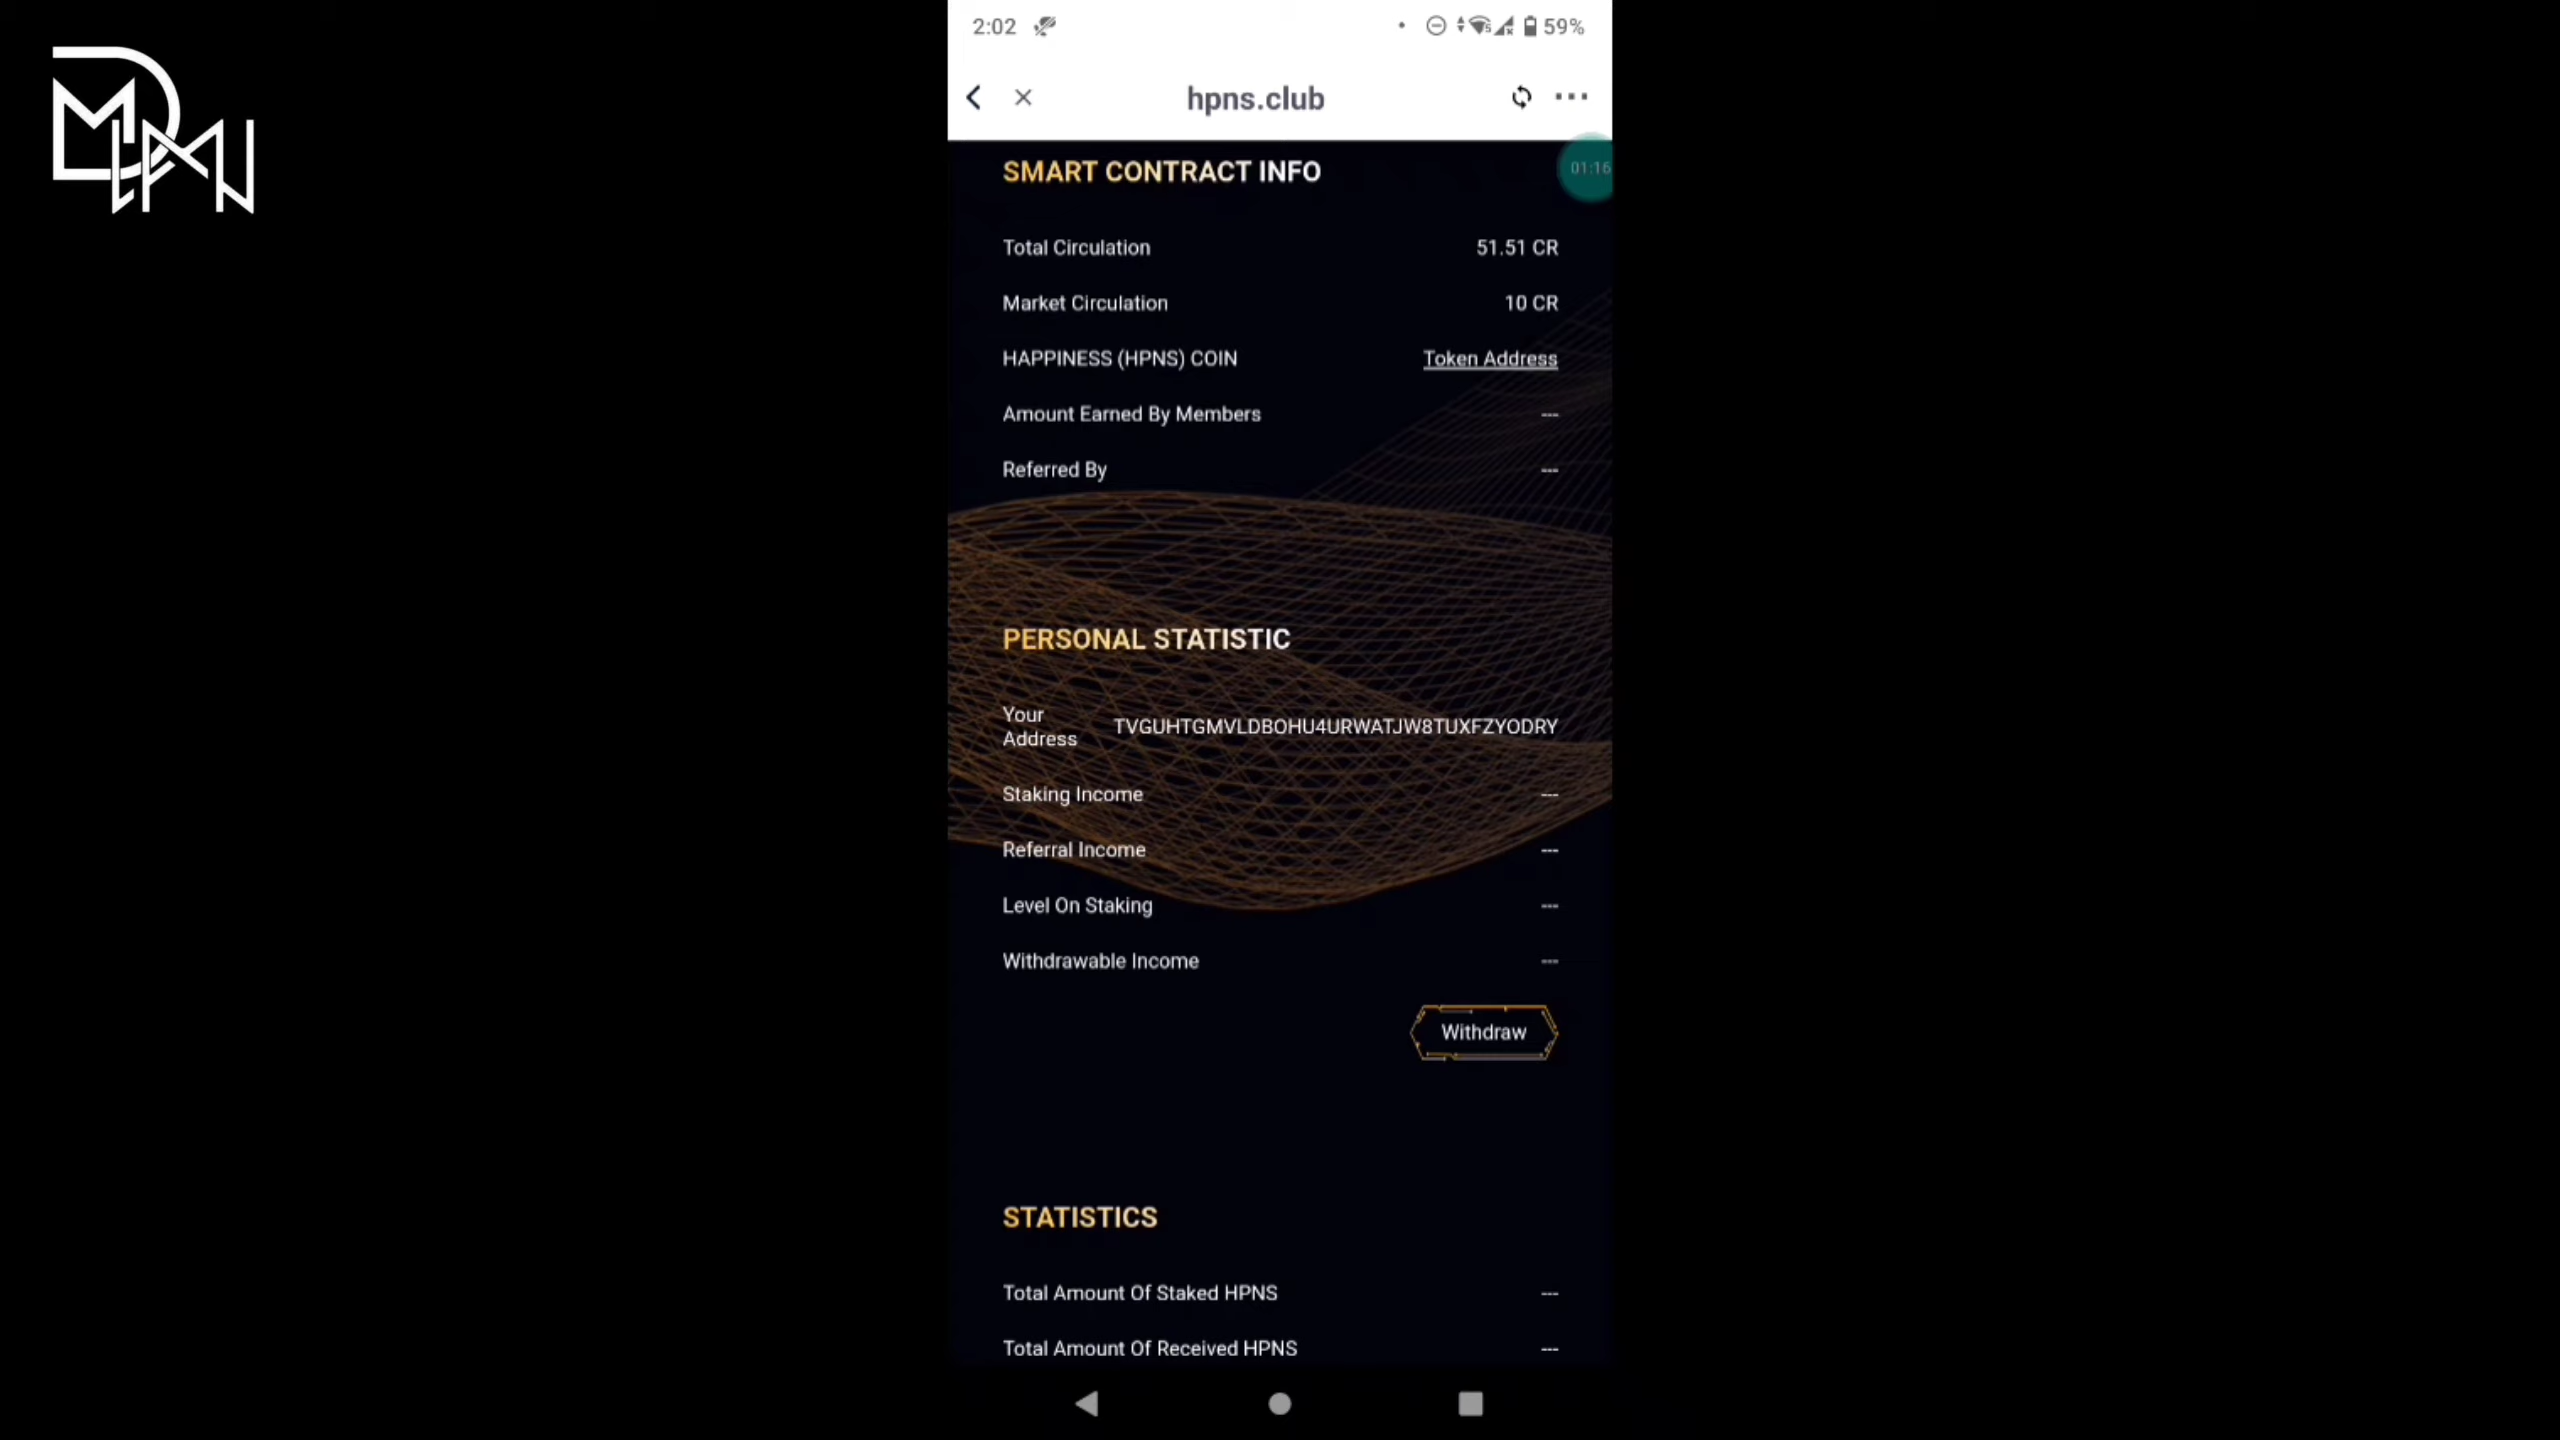 2:02
59%
hpns.club
01:16
SMART CONTRACT INFO
Total Circulation 51.51 CR
Market Circulation 10 CR
HAPPINESS (HPNS) COIN Token Address
Amount Earned By Members ---
Referred By ---
PERSONAL STATISTIC
Your
Address
TVGUHTGMVLDBOHU4URWATJW8TUXFZYODRY
Staking Income ---
Referral Income ---
Level On Staking ---
Withdrawable Income ---
Withdraw
STATISTICS
Total Amount Of Staked HPNS ---
Total Amount Of Received HPNS ---